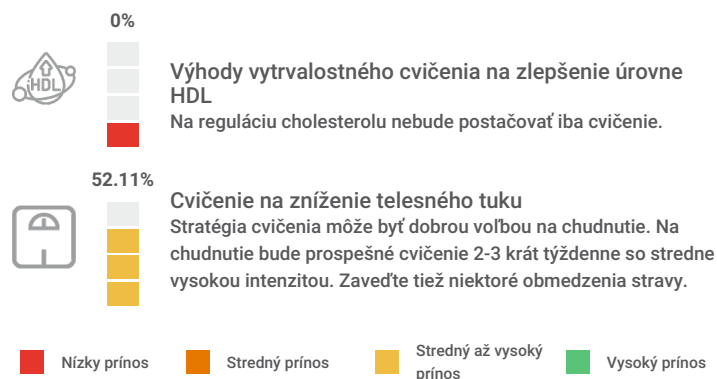 0%
HDL
Výhody vytrvalostného cvičenia na zlepšenie úrovne
HDL
Na reguláciu cholesterolu nebude postačovať iba cvičenie.
52.11%
Cvičenie na zníženie telesného tuku
Stratégia cvičenia môže byť dobrou voľbou na chudnutie. Na
chudnutie bude prospešné cvičenie 2-3 krát týždenne so stredne
vysokou intenzitou. Zaveďte tiež niektoré obmedzenia stravy.
Nízky prínos
Stredný prínos
Stredný až vysoký
prínos
Vysoký prínos